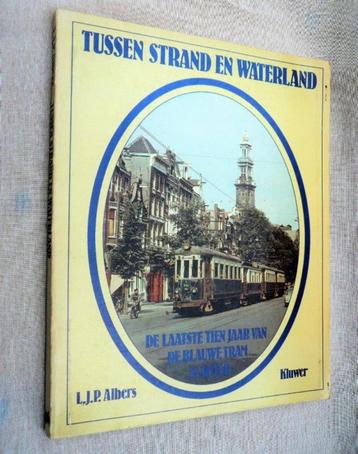 TUSSEN STRAND EN WATERLAND
DE LAATSTE TIEN JAAR VAN
DE BLAUWE TRAM
L.J.P. Albers
Kluwer